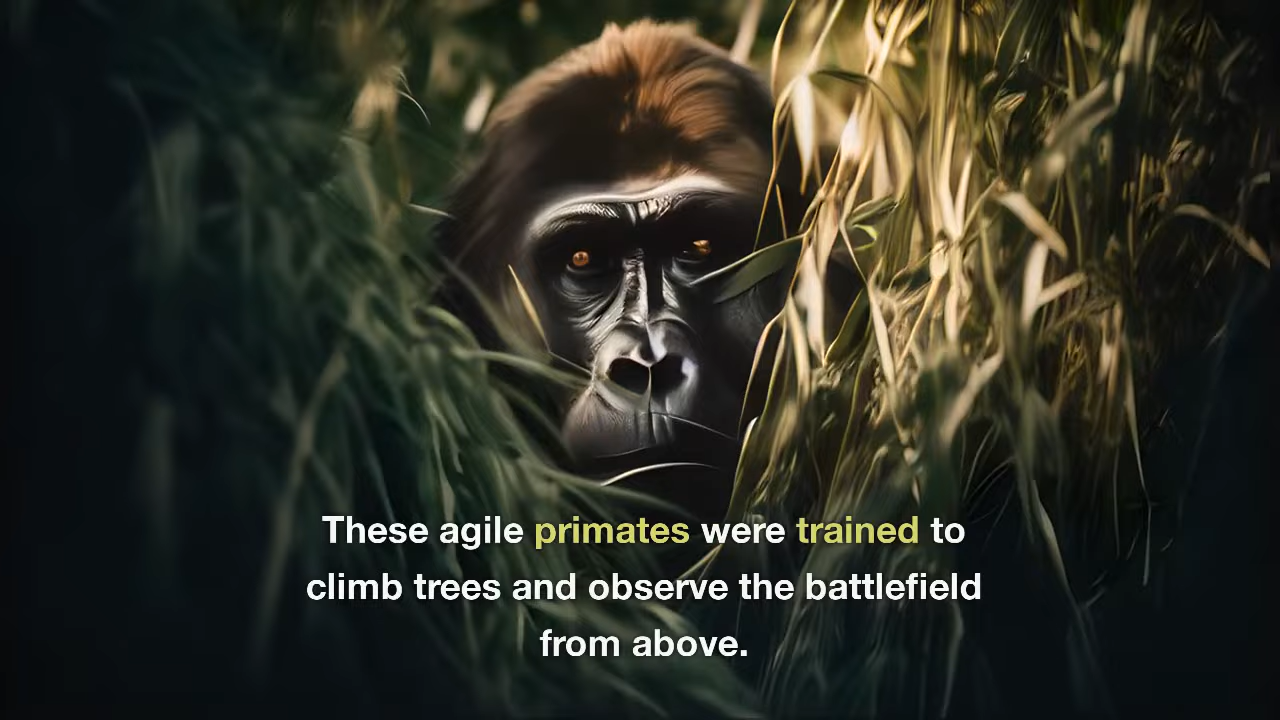 These agile primates were trained to
climb trees and observe the battlefield
from above.